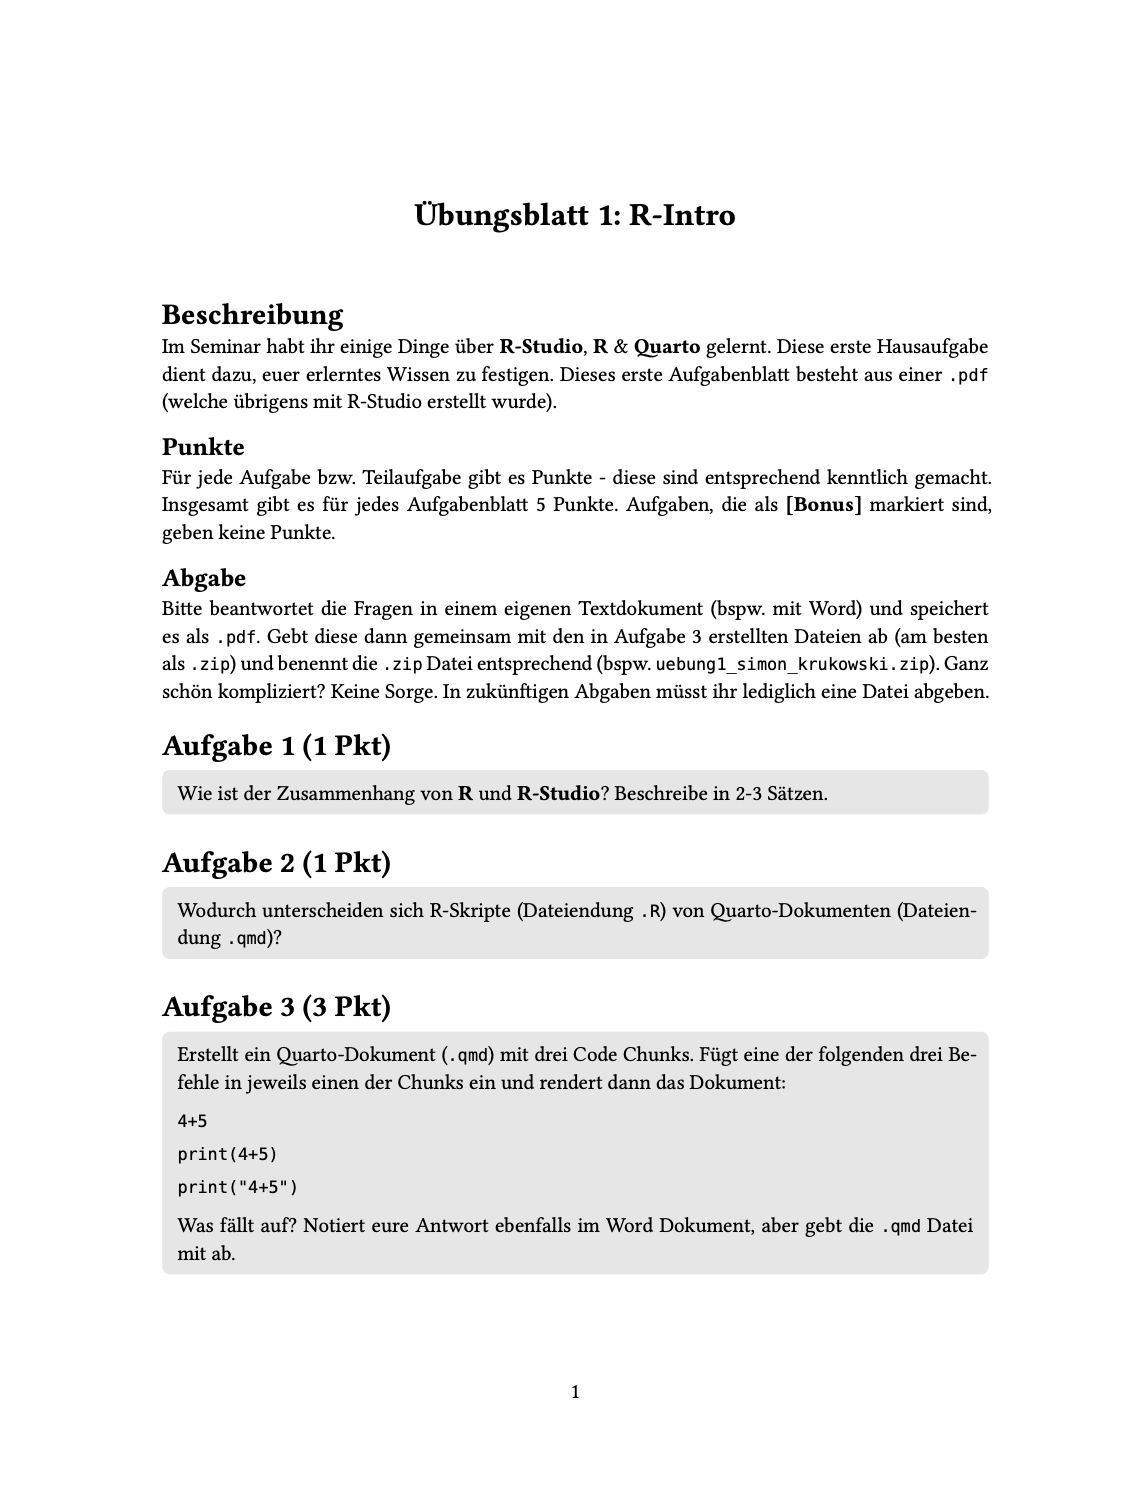 Übungsblatt 1: R-Intro
Beschreibung
Im Seminar habt ihr einige Dinge über R-Studio, R & Quarto gelernt. Diese erste Hausaufgabe
dient dazu, euer erlerntes Wissen zu festigen. Dieses erste Aufgabenblatt besteht aus einer .pdf
(welche übrigens mit R-Studio erstellt wurde).
Punkte
Für jede Aufgabe bzw. Teilaufgabe gibt es Punkte - diese sind entsprechend kenntlich gemacht.
Insgesamt gibt es für jedes Aufgabenblatt 5 Punkte. Aufgaben, die als [Bonus] markiert sind,
geben keine Punkte.
Abgabe
Bitte beantwortet die Fragen in einem eigenen Textdokument (bspw. mit Word) und speichert
es als .pdf. Gebt diese dann gemeinsam mit den in Aufgabe 3 erstellten Dateien ab (am besten
als .zip) und benennt die .zip Datei entsprechend (bspw. uebung1_simon_krukowski.zip). Ganz
schön kompliziert? Keine Sorge. In zukünftigen Abgaben müsst ihr lediglich eine Datei abgeben.
Aufgabe 1 (1 Pkt)
Wie ist der Zusammenhang von R und R-Studio? Beschreibe in 2-3 Sätzen.
Aufgabe 2 (1 Pkt)
Wodurch unterscheiden sich R-Skripte (Dateiendung .R) von Quarto-Dokumenten (Dateien-
dung .qmd)?
Aufgabe 3 (3 Pkt)
Erstellt ein Quarto-Dokument (.qmd) mit drei Code Chunks. Fügt eine der folgenden drei Be-
fehle in jeweils einen der Chunks ein und rendert dann das Dokument:
4+5
print(4+5)
print("4+5")
Was fällt auf? Notiert eure Antwort ebenfalls im Word Dokument, aber gebt die .qmd Datei
mit ab.
1